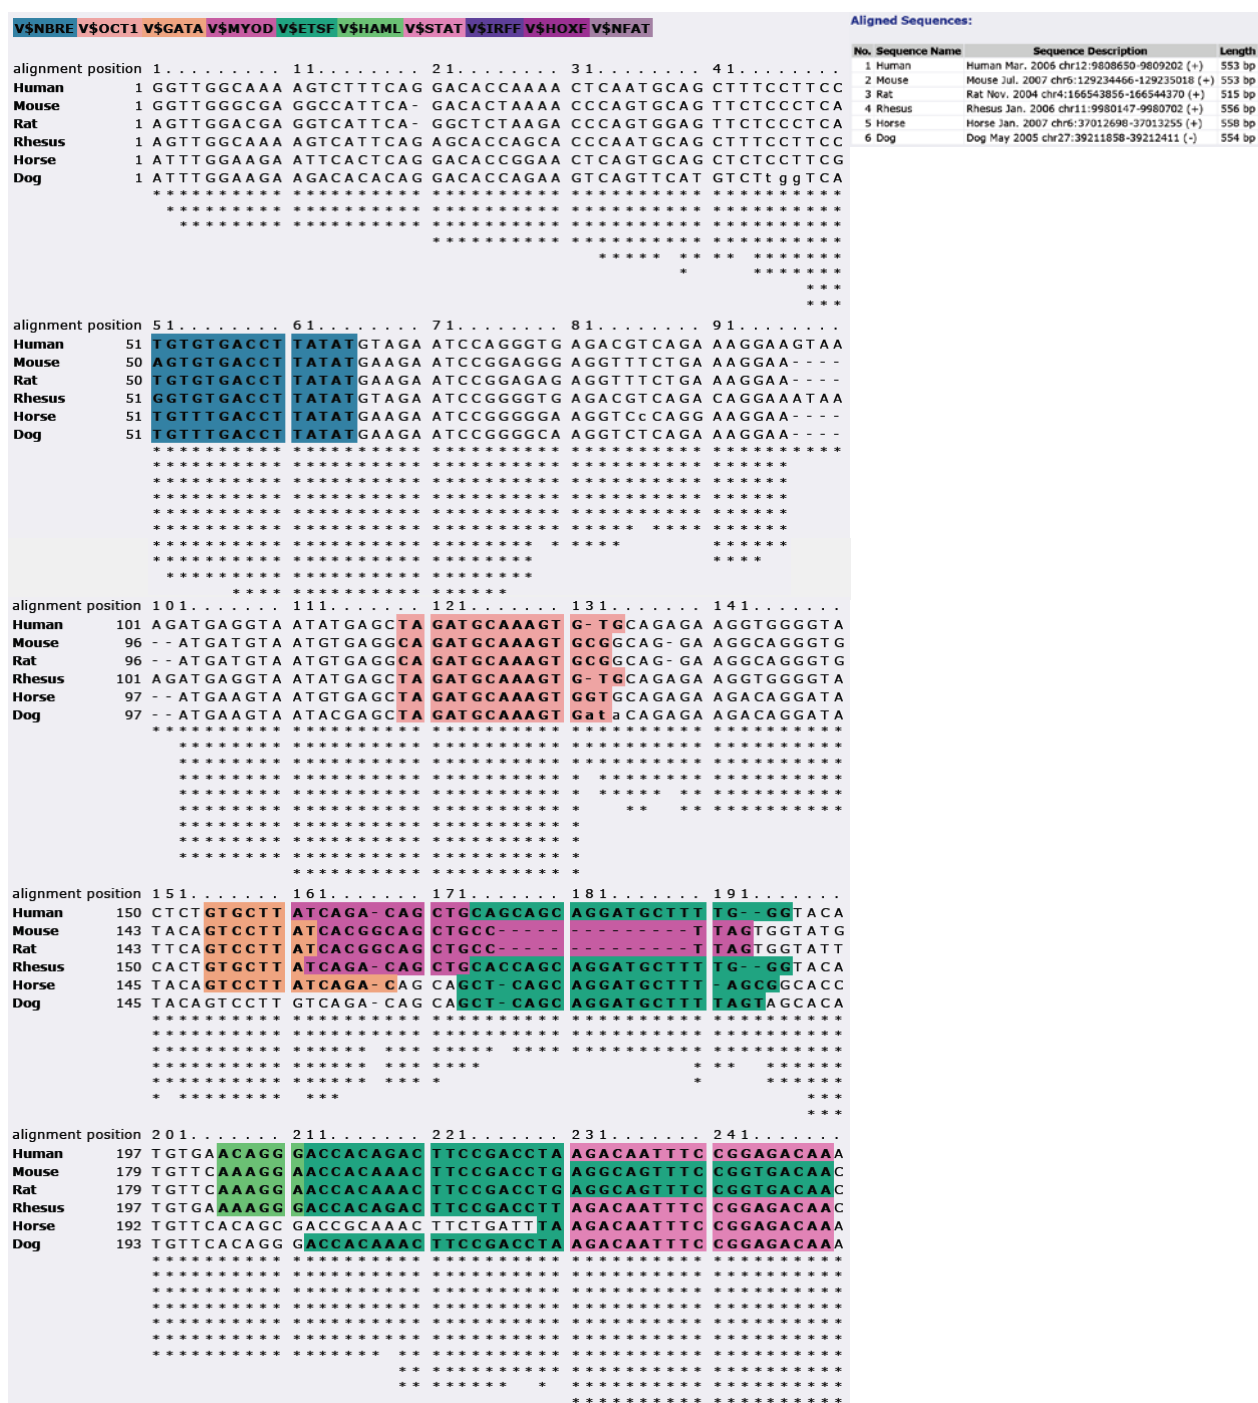 V$NBRE V$OCT1 V$GATA V$MYOD V$ETSF V$HAML V$STAT V$IRFF V$HOXF V$NFAT
Aligned Sequences:
No. Sequence Name Sequence Description Length
1 Human Human Mar. 2006 chr12:9808650-9809202 (+) 553 bp
2 Mouse Mouse Jul. 2007 chr6:129234466-129235018 (+) 553 bp
3 Rat Rat Nov. 2004 chr4:166543856-166544370 (+) 515 bp
4 Rhesus Rhesus Jan. 2006 chr11:9980147-9980702 (+) 556 bp
5 Horse Horse Jan. 2007 chr6:37012698-37013255 (+) 558 bp
6 Dog Dog May 2005 chr27:39211858-39212411 (-) 554 bp
alignment position 1 . . . . . . . . . 11 . . . . . . . . 21 . . . . . . . . 31 . . . . . . . . 41 . . . . . . . .
Human 1 GGTTGGCAAA AGTCTTTCAG GACACCAAAA CTCAATGCAG CTTTCCTTCC
Mouse 1 GGTTGGGCGA GGCCATTCA- GGACACTAAAAC CCCAGTGCAG TTCTCCCTCA
Rat 1 AGTTGGACGA GGTCATTCA- GGCTCTAAGA CCCAGTGGAG TTCTCCCTCA
Rhesus 1 AGTTGGCAAA AGTCATTCAG AGCACCAGCA CCCAATGCAG CTTTCCTTCC
Horse 1 ATTTGGAAGA ATTCACTCAG GACACCGGAA CTCAGTGCAG CTCTCCTTCG
Dog 1 ATTTGGAAGA AGACACACAG GACACCAGAA GTCAGTTCAT GTCTtggTCA
alignment position 51 . . . . . . . . 61 . . . . . . . . 71 . . . . . . . . 81 . . . . . . . . 91 . . . . . . . .
Human 51 TGTGTGACCT TATATGTAGA ATCCAGGGTG AGACGTCAGA AAGGAAGTAA
Mouse 50 AGTGTGACCT TATATGAAGA ATCCGGAGGG AGGTTTCTGA AAGGAA----
Rat 50 TGTGTGACCT TATATGAAGA ATCCGGAGAG AGGTTTCTGA AAGGAA----
Rhesus 51 GGTGTGACCT TATATGTAGA ATCCGGGGTG AGACGTCAGA CAGGAAATAA
Horse 51 TGTTTGACCT TATATGAAGA ATCCGGGGGA AGGTCcCAGG AAGGAA----
Dog 51 TGTTTGACCT TATATGAAGA ATCCGGGGCA AGGTCTCAGA AAGGAA----
alignment position 101 . . . . . . . 111 . . . . . . . 121 . . . . . . . 131 . . . . . . . 141 . . . . . . .
Human 101 AGATGAGGTA ATATGAGCTA GATGCAAAGT G-TGCAGAGA AGGTGGGGTA
Mouse 96 --ATGATGTA ATGTGAGGCA GATGCAAAGT GCGGCAG-GA AGGCAGGGTG
Rat 96 --ATGATGTA ATGTGAGGCA GATGCAAAGT GCGGCAG-GA AGGCAGGGTG
Rhesus 101 AGATGAGGTA ATATGAGCTA GATGCAAAGT G-TGCAGAGA AGGTGGGGTA
Horse 97 --ATGAAGTA ATGTGAGCTA GATGCAAAGT GGTGCAGAGA AGACAGGATA
Dog 97 --ATGAAGTA ATACGAGCTA GATGCAAAGT GataCAGAGA AGACAGGATA
alignment position 151 . . . . . . . 161 . . . . . . . 171 . . . . . . . 181 . . . . . . . 191 . . . . . . .
Human 150 CTCTGTGCTT ATCAGA-CAG CTGCAGCAGC AGGATGCTTT TG--GGTACA
Mouse 143 TACAGTCCTT ATCACGGCAG CTGCC----- ---------T TAGTGGTATG
Rat 143 TTCAGTCCTT ATCACGGCAG CTGCC----- ---------T TAGTGGTATT
Rhesus 150 CACTGTGCTT ATCAGA-CAG CTGCACCAGC AGGATGCTTT TG--GGTACA
Horse 145 TACAGTCCTT ATCAGA-CAG CAGCT-CAGC AGGATGCTTT -AGCGGCACC
Dog 145 TACAGTCCTT GTCAGA-CAG CAGCT-CAGC AGGATGCTTT TAGTAGCACA
alignment position 201 . . . . . . . 211 . . . . . . . 221 . . . . . . . 231 . . . . . . . 241 . . . . . . .
Human 197 TGTGAACAGG GACCACAGAC TTCCGACCTA AGACAATTTC CGGAGACAAA
Mouse 179 TGTTCAAAGG AACCACAAAC TTCCGACCTG AGGCAGTTTC CGGTGACAAC
Rat 179 TGTTCAAAGG AACCACAAAC TTCCGACCTG AGGCAGTTTC CGGTGACAAC
Rhesus 197 TGTGAAAAGG GACCACAGAC TTCCGACCTT AGACAATTTC CGGAGACAAC
Horse 192 TGTTCACAGC GACCGCAAAC TTCTGATTTA AGACAATTTC CGGAGACAAA
Dog 193 TGTTCACAGG GACCACAAAC TTCCGACCTA AGACAATTTC CGGAGACAAA